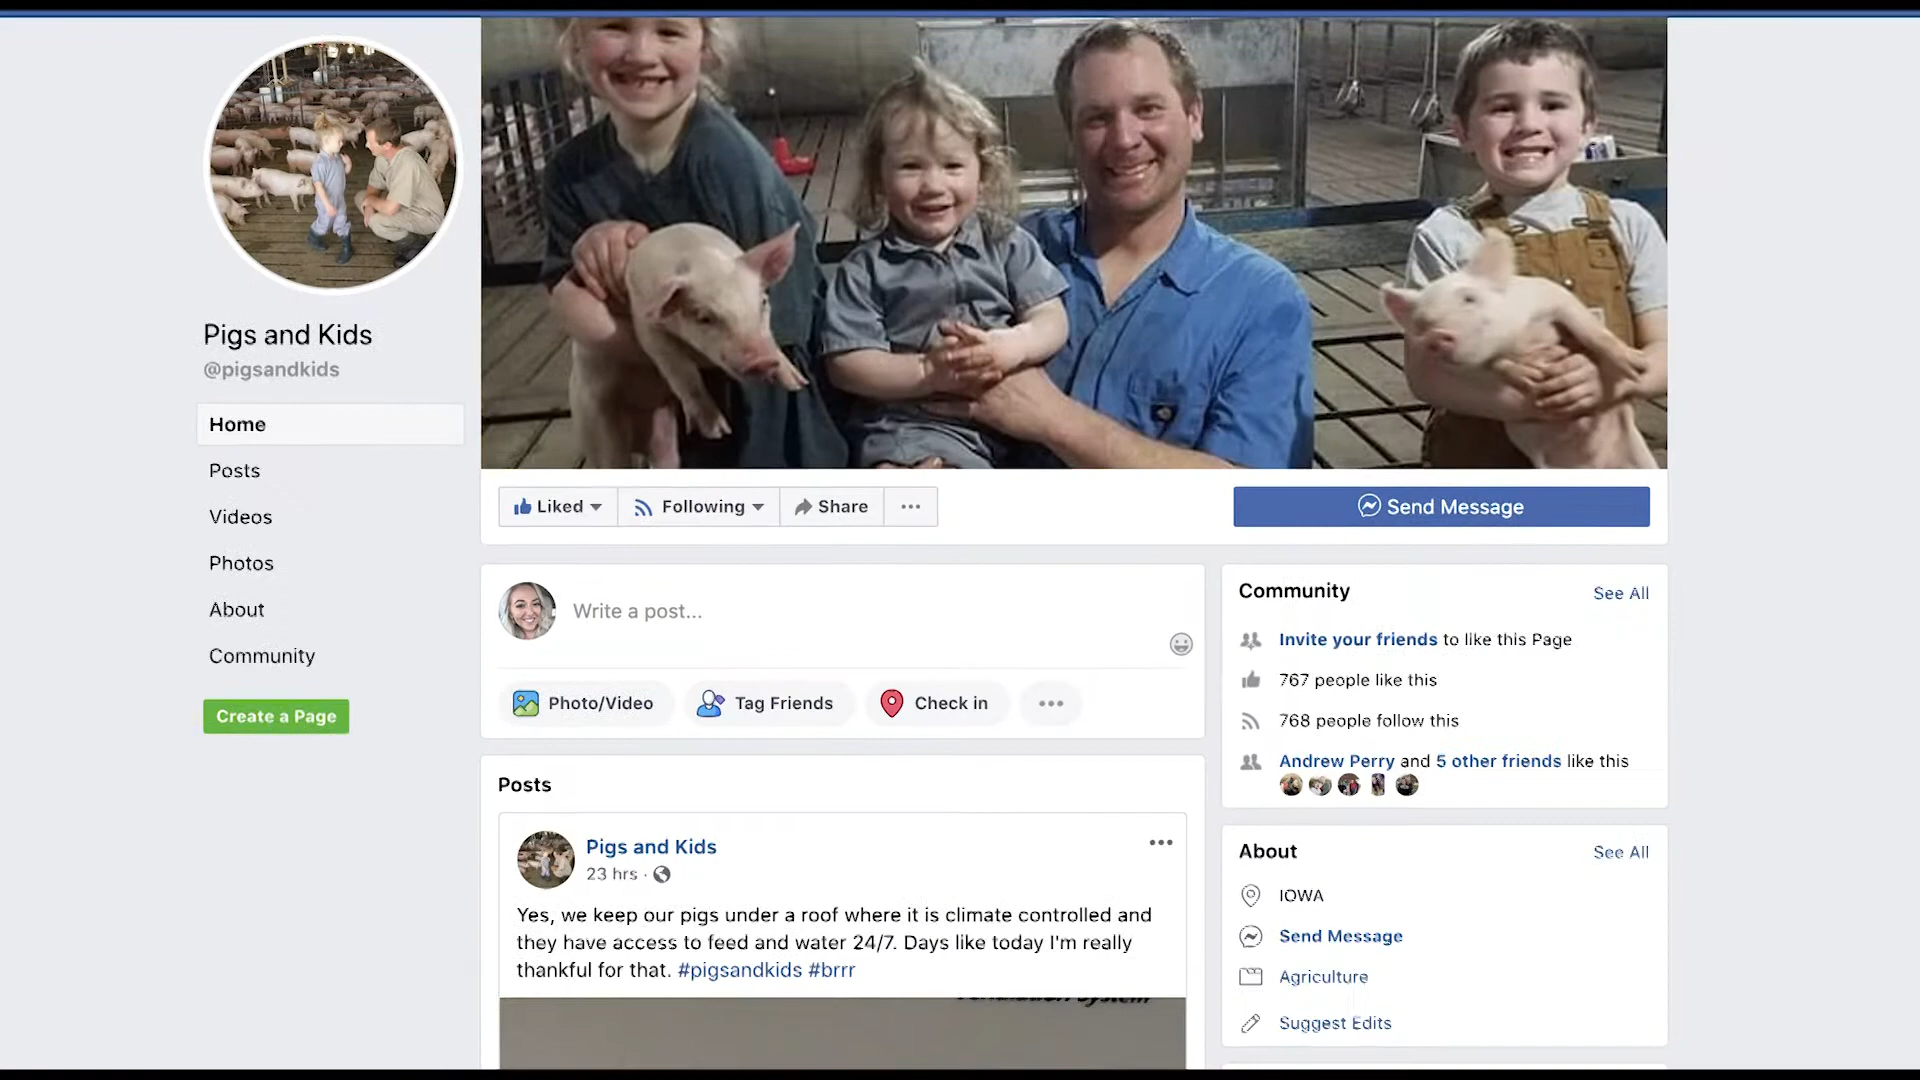 Pigs and Kids
@pigsandkids
Home
Posts
Videos
Photos
About
Community
Create a Page
Liked
Following
Share
Send Message
Write a post...
Photo/Video
Tag Friends
Check in
Posts
Pigs and Kids
23 hrs ·
Yes, we keep our pigs under a roof where it is climate controlled and
they have access to feed and water 24/7. Days like today I'm really
thankful for that. #pigsandkids #brrr
Community
See All
Invite your friends to like this Page
767 people like this
768 people follow this
Andrew Perry and 5 other friends like this
About
See All
IOWA
Send Message
Agriculture
Suggest Edits